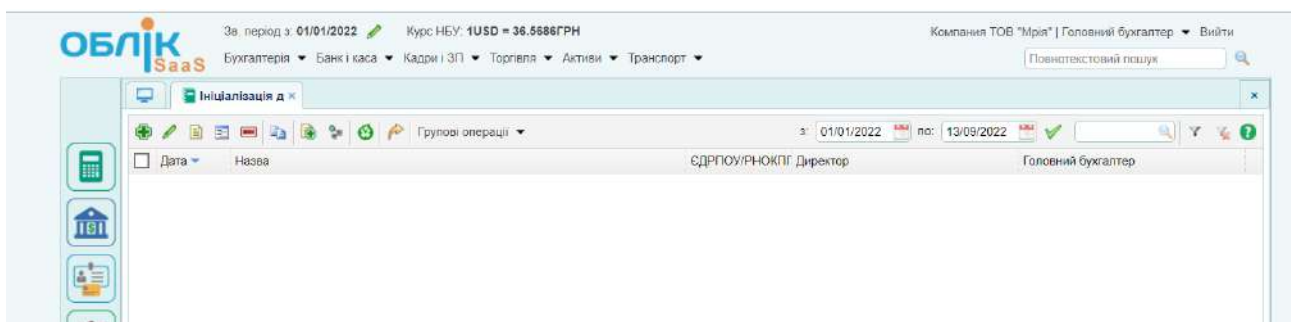 ОБЛІК
SaaS
Зв. період з: 01/01/2022 Курс НБУ: 1USD = 36.5686ГРН
Компания ТОВ "Мрія" | Головний бухгалтер Вийти
Бухгалтерія Банк і каса Кадри і ЗП Торгівля Активи Транспорт
Повнотекстовий пошук
Ініціалізація д
Групові операції з: 01/01/2022 по: 13/09/2022
Дата Назва ЄДРПОУ/РНОКПГ Директор Головний бухгалтер